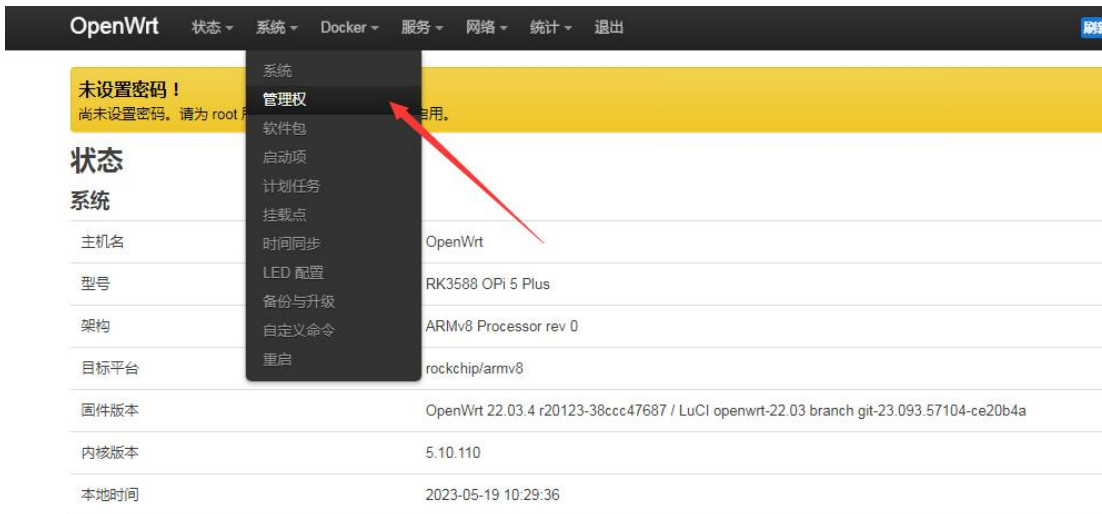 OpenWrt 状态 系统 Docker 服务 网络 统计 退出
未设置密码！
尚未设置密码。请为 root
启用。
系统
管理权
软件包
启动项
计划任务
挂载点
时间同步
LED 配置
备份与升级
自定义命令
重启
状态
系统
主机名 OpenWrt
型号 RK3588 OPi 5 Plus
架构 ARMv8 Processor rev 0
目标平台 rockchip/armv8
固件版本 OpenWrt 22.03.4 r20123-38ccc47687 / LuCI openwrt-22.03 branch git-23.093.57104-ce20b4a
内核版本 5.10.110
本地时间 2023-05-19 10:29:36